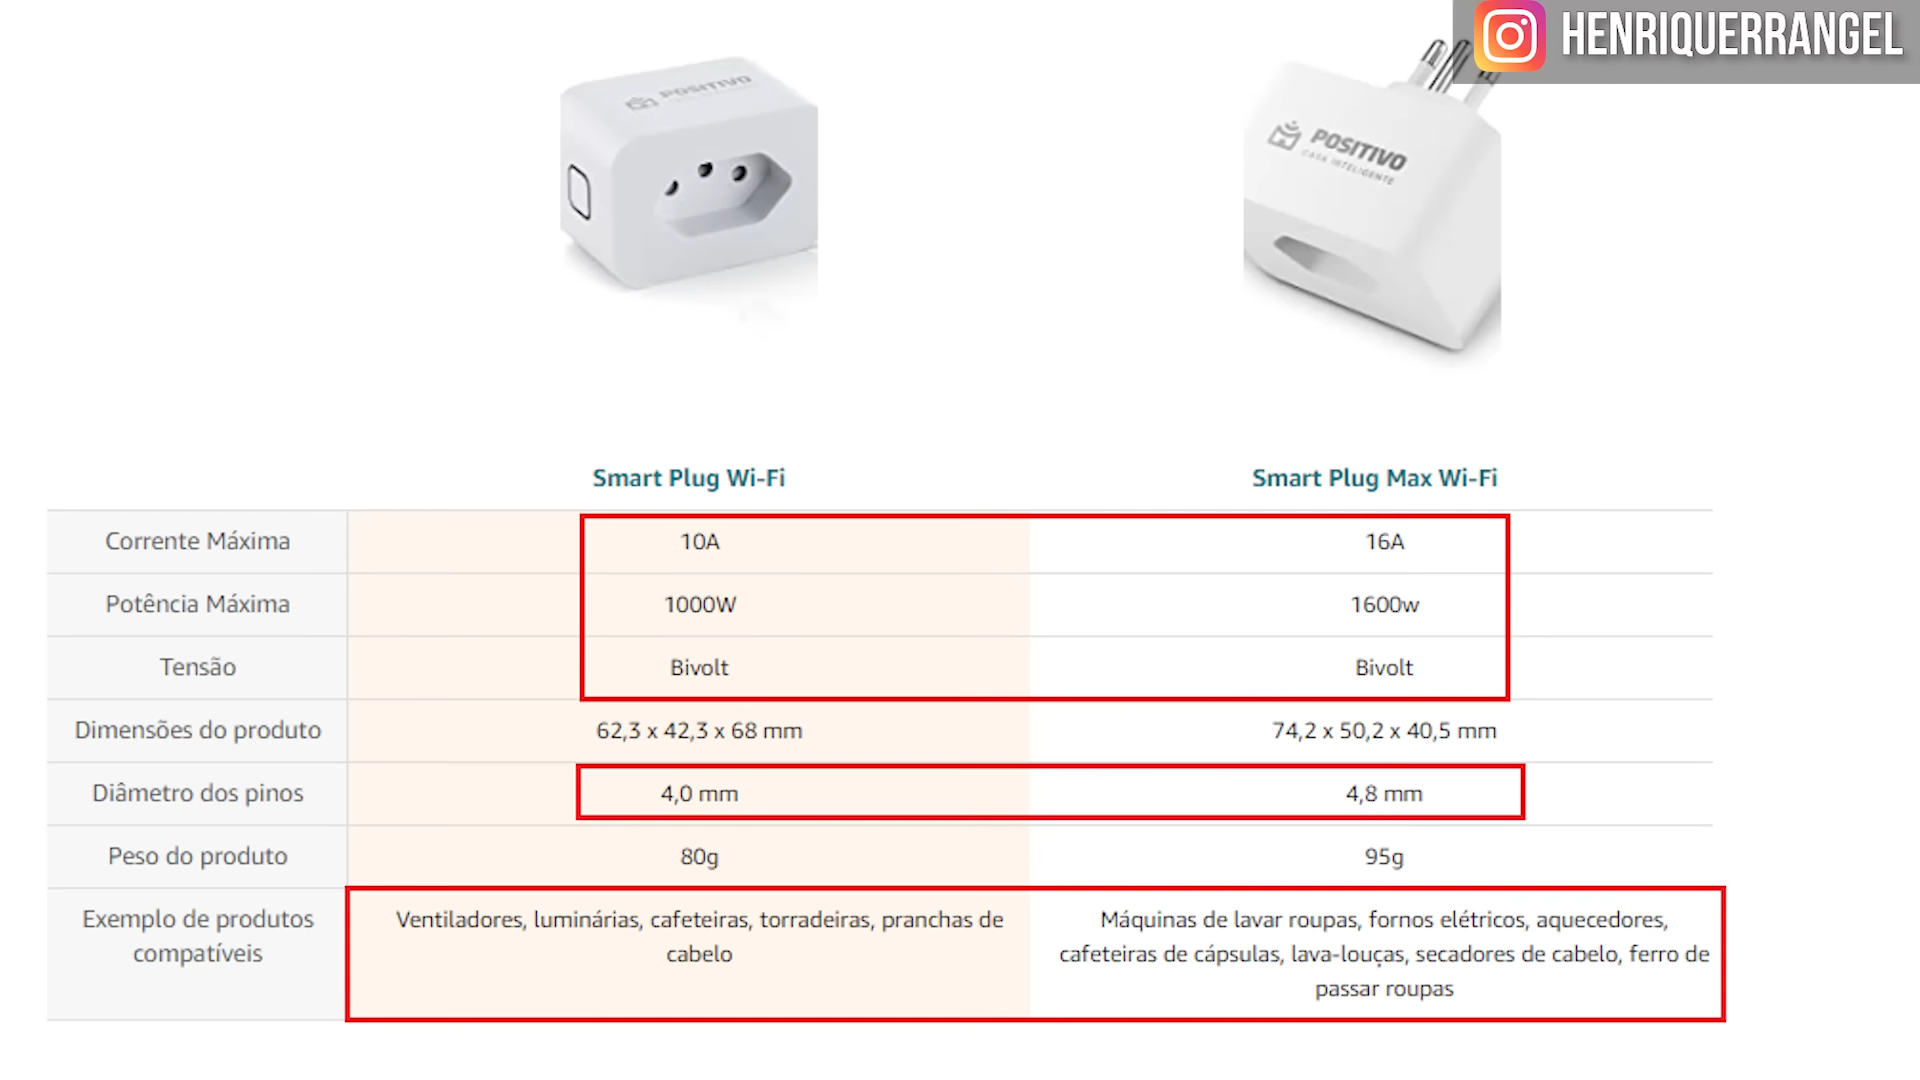 HENRIQUERRANGEL
POSITIVO
POSITIVO
CASA INTELIGENTE
Smart Plug Wi-Fi
Smart Plug Max Wi-Fi
Corrente Máxima
10A
16A
Potência Máxima
1000W
1600w
Tensão
Bivolt
Bivolt
Dimensões do produto
62,3 x 42,3 x 68 mm
74,2 x 50,2 x 40,5 mm
Diâmetro dos pinos
4,0 mm
4,8 mm
Peso do produto
80g
95g
Exemplo de produtos
compatíveis
Ventiladores, luminárias, cafeteiras, torradeiras, pranchas de
cabelo
Máquinas de lavar roupas, fornos elétricos, aquecedores,
cafeteiras de cápsulas, lava-louças, secadores de cabelo, ferro de
passar roupas